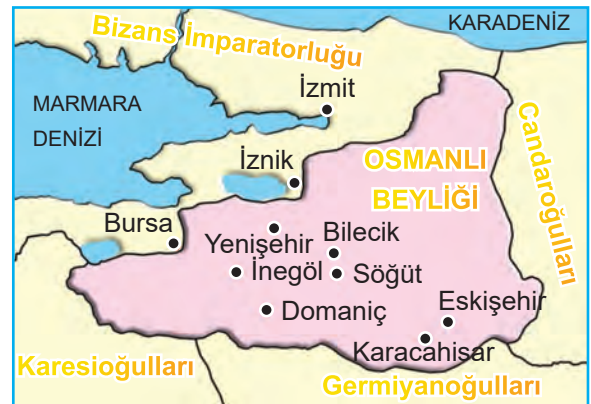 KARADENİZ
Bizans İmparatorluğu
İzmit
MARMARA
DENİZİ
Candaroğulları
İznik
OSMANLI
BEYLİĞİ
Bursa
Yenişehir
Bilecik
İnegöl
Söğüt
Domaniç
Eskişehir
Karacahisar
Karesioğulları
Germiyanoğulları